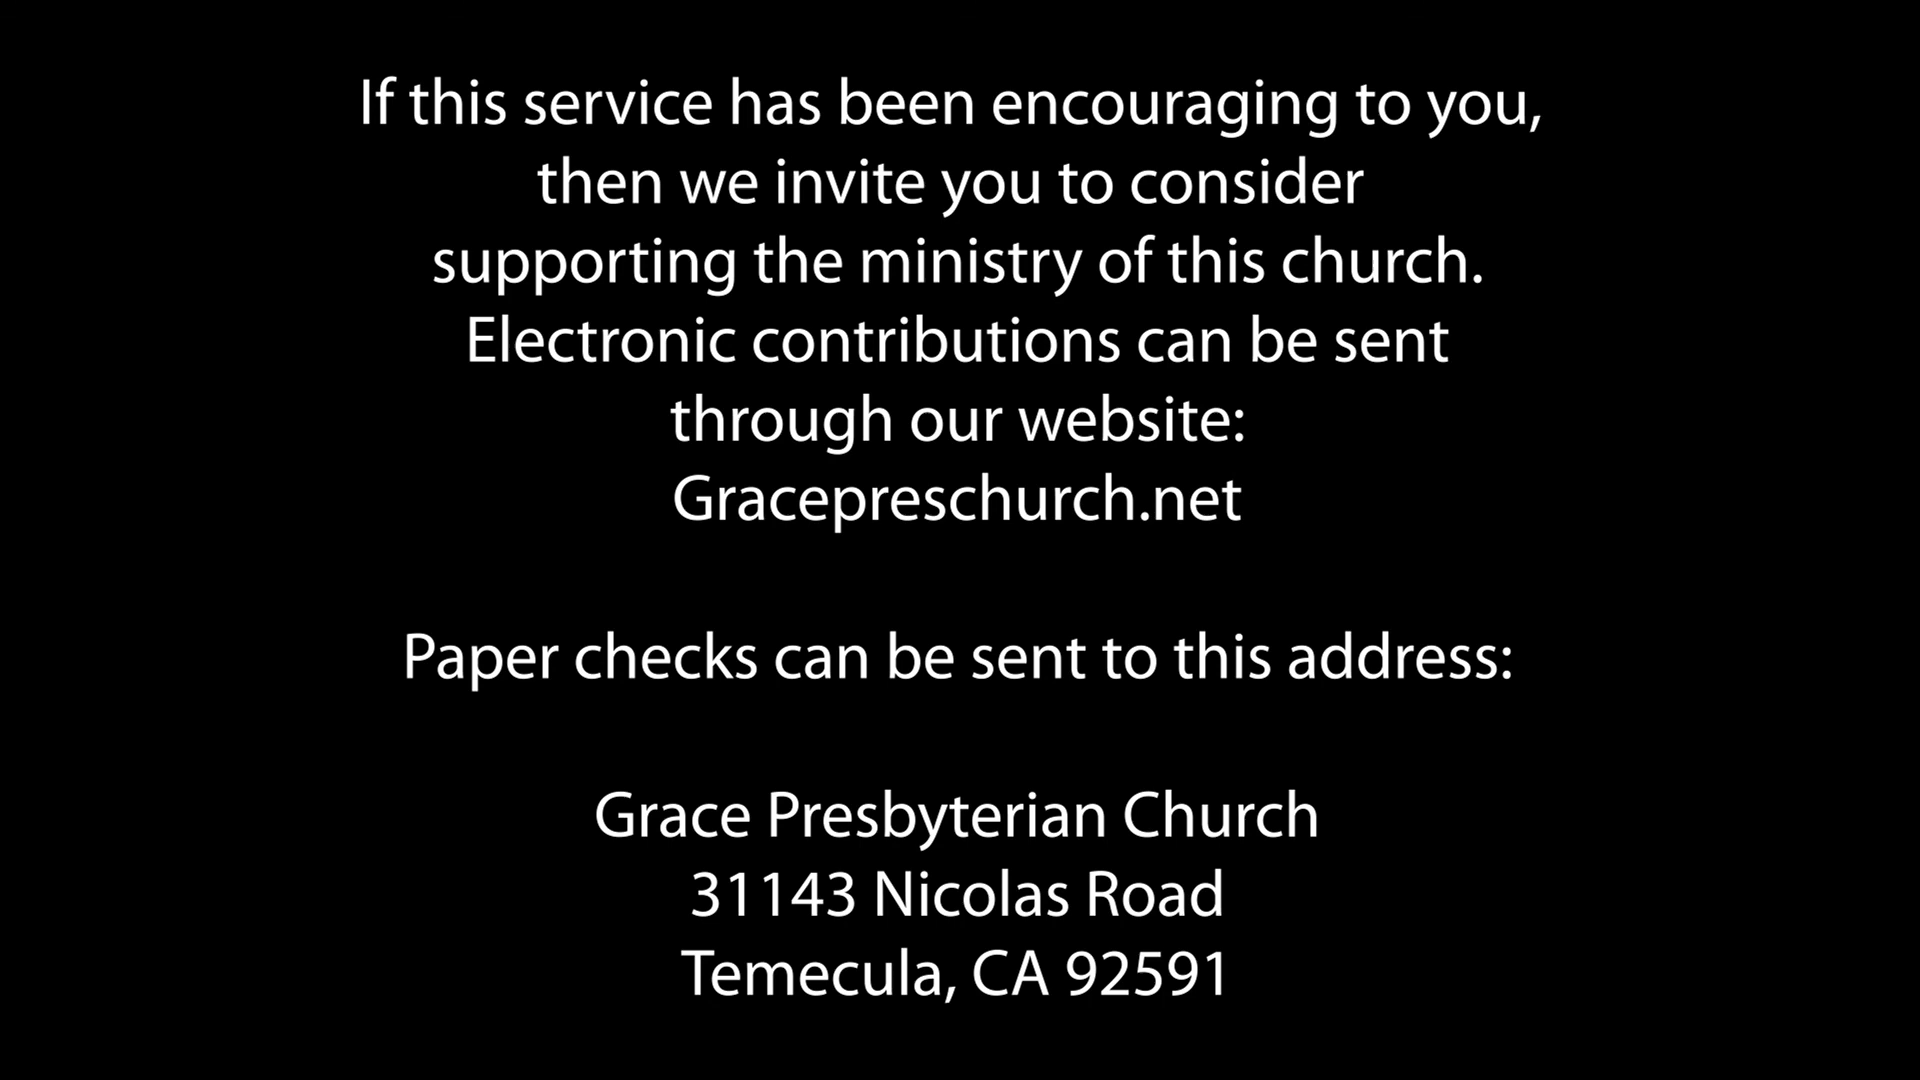 If this service has been encouraging to you,
then we invite you to consider
supporting the ministry of this church.
Electronic contributions can be sent
through our website:
Gracepreschurch.net
Paper checks can be sent to this address:
Grace Presbyterian Church
31143 Nicolas Road
Temecula, CA 92591